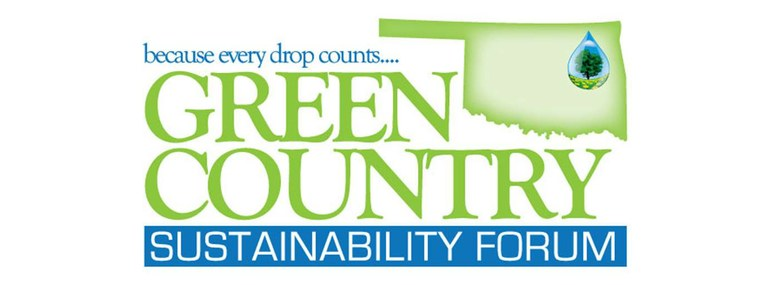 because every drop counts....
GREEN
COUNTRY
SUSTAINABILITY FORUM